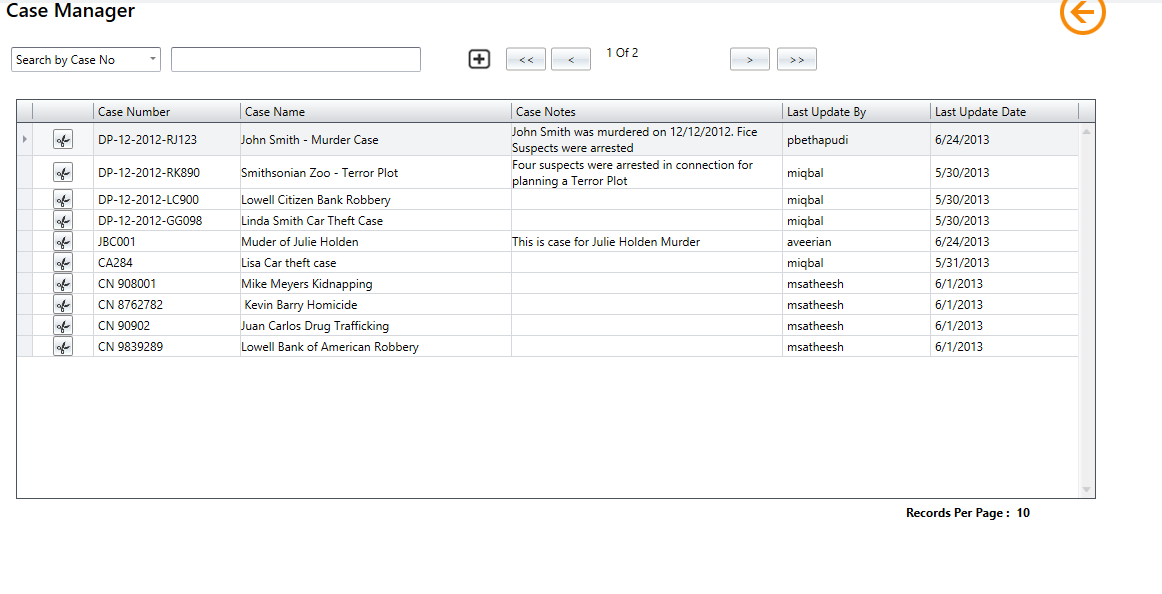 Case Manager
Search by Case No
<< < 1 Of 2 > >>
Case Number Case Name Case Notes Last Update By Last Update Date
DP-12-2012-RJ123 John Smith - Murder Case John Smith was murdered on 12/12/2012. Fice pbethapudi 6/24/2013
Suspects were arrested
DP-12-2012-RK890 Smithsonian Zoo - Terror Plot Four suspects were arrested in connection for miqbal 5/30/2013
planning a Terror Plot
DP-12-2012-LC900 Lowell Citizen Bank Robbery miqbal 5/30/2013
DP-12-2012-GG098 Linda Smith Car Theft Case miqbal 5/30/2013
JBC001 Muder of Julie Holden This is case for Julie Holden Murder aveerian 6/24/2013
CA284 Lisa Car theft case miqbal 5/31/2013
CN 908001 Mike Meyers Kidnapping msatheesh 6/1/2013
CN 8762782 Kevin Barry Homicide msatheesh 6/1/2013
CN 90902 Juan Carlos Drug Trafficking msatheesh 6/1/2013
CN 9839289 Lowell Bank of American Robbery msatheesh 6/1/2013
Records Per Page : 10